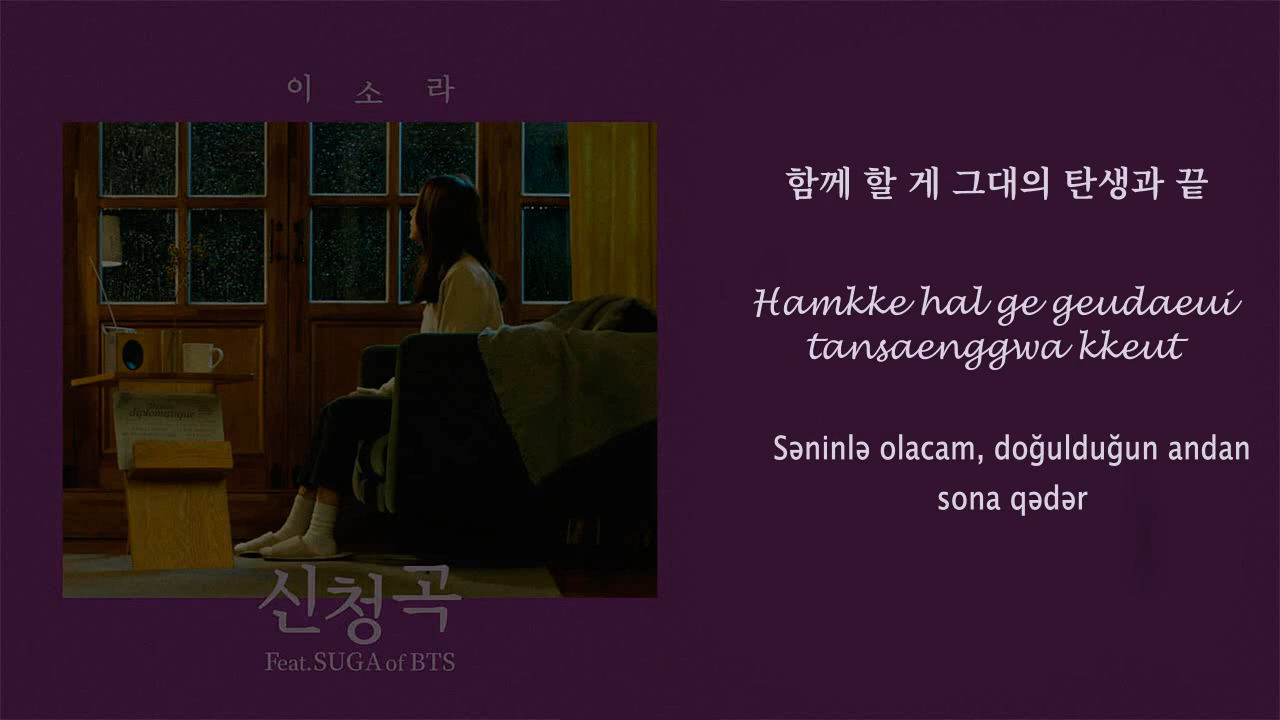 이 소 라
diplomatique
신청곡
Feat. SUGA of BTS
함께 할 게 그대의 탄생과 끝
Hamkke hal ge geudaeui
tansaenggwa kkeut
Səninlə olacam, doğulduğun andan
sona qədər